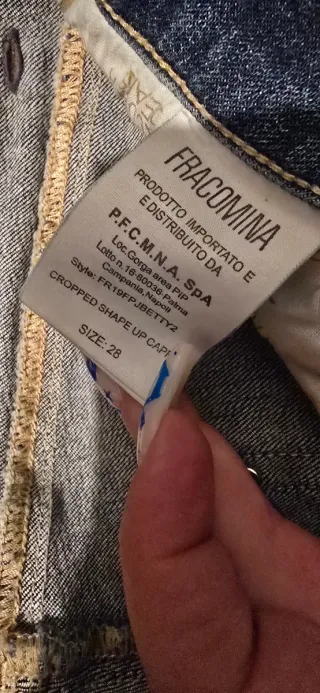 FRACOMINA
PRODOTTO IMPORTATO E
E DISTRIBUITO DA
P.F.C.M.N.A. SpA
Loc.Gorga area PIP
Lotto n.16-80036 Palma
Campania,Napoli
Style: FR19FPJBETTY2
CROPPED SHAPE UP CAPI
SIZE: 28